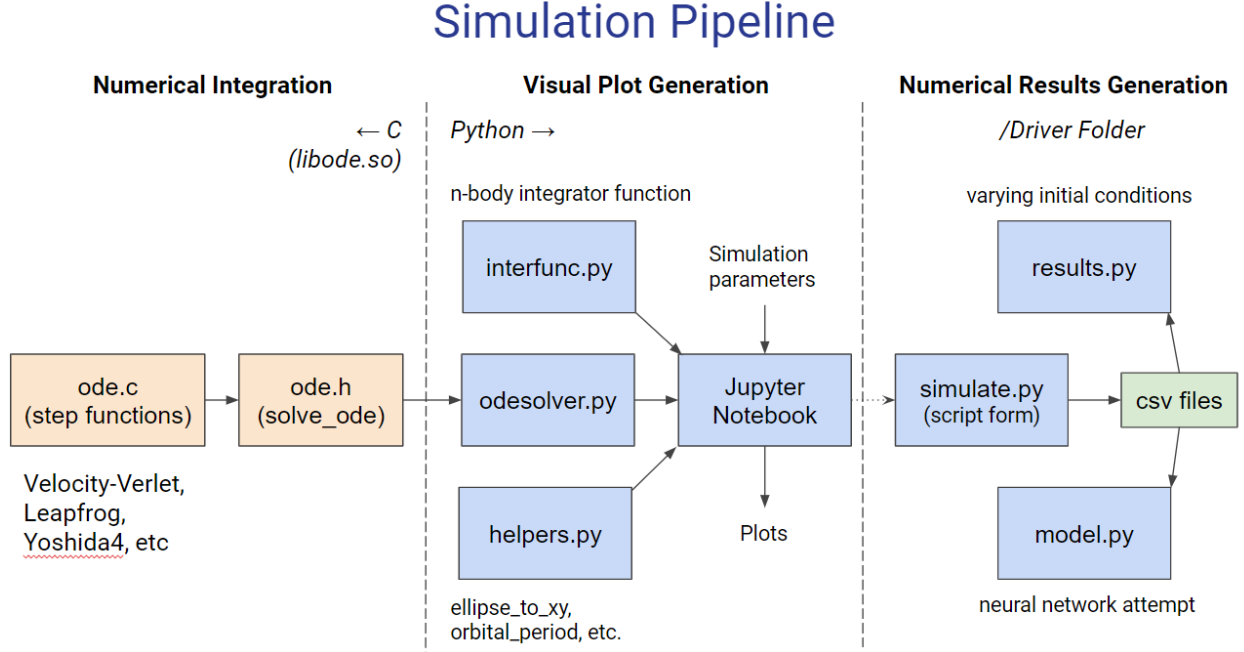 Simulation Pipeline
Numerical Integration
Visual Plot Generation
Numerical Results Generation
← C
(libode.so)
Python →
/Driver Folder
n-body integrator function
varying initial conditions
interfunc.py
Simulation
parameters
results.py
ode.c
(step functions)
ode.h
(solve_ode)
odesolver.py
Jupyter
Notebook
simulate.py
(script form)
csv files
Velocity-Verlet,
Leapfrog,
Yoshida4, etc
helpers.py
Plots
model.py
ellipse_to_xy,
orbital_period, etc.
neural network attempt